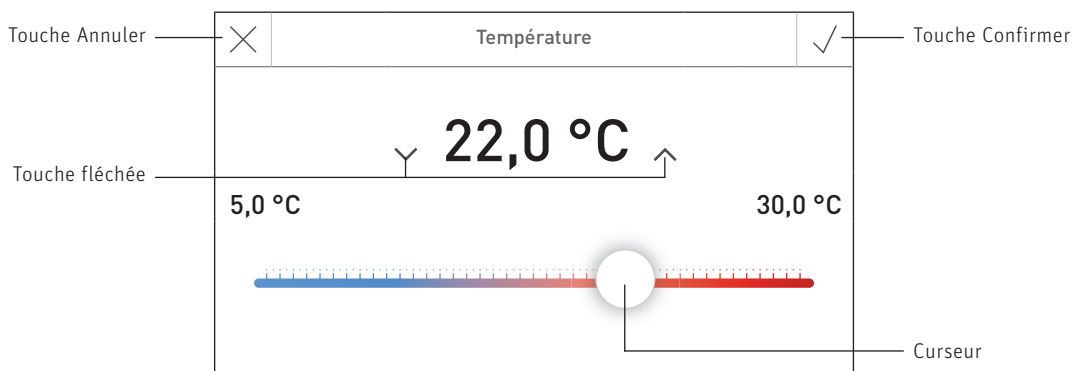 Touche Annuler
Température
Touche Confirmer
22,0 °C
Touche fléchée
5,0 °C
30,0 °C
Curseur